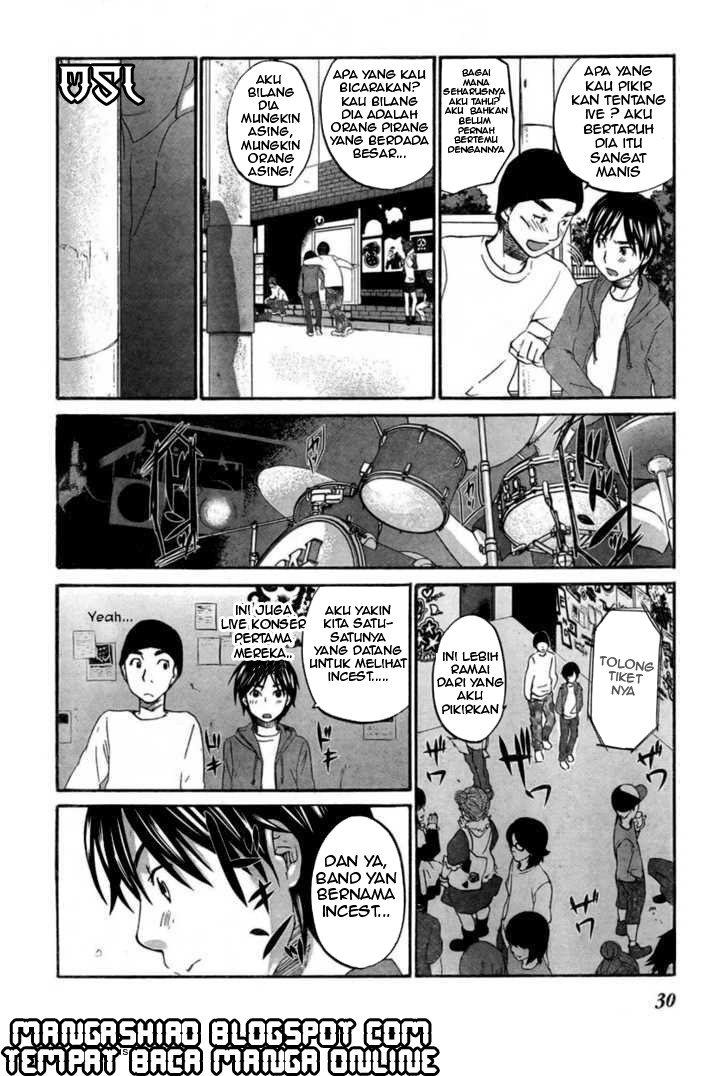 APA YANG
KAU PIKIR
KAN TENTANG
IVE ? AKU
BERTARUH
DIA ITU
SANGAT
MANIS
BAGAI
MANA
SEHARUSNYA
AKU TAHU?
AKU BAHKAN
BELUM
PERNAH
BERTEMU
DENGANNYA
APA YANG KAU
BICARAKAN?
KAU BILANG
DIA ADALAH
ORANG PIRANG
YANG BERDADA
BESAR...
AKU
BILANG
DIA
MUNGKIN
ASING,
MUNGKIN
ORANG
ASING!
MSI
TOLONG
TIKET
NYA
INI LEBIH
RAMAI
DARI YANG
AKU
PIKIRKAN
AKU YAKIN
KITA SATU-
SATUNYA
YANG DATANG
UNTUK MELIHAT
INCEST.....
INI JUGA
LIVE KONSER
PERTAMA
MEREKA..
Yeah...
DAN YA,
BAND YAN
BERNAMA
INCEST...
30
MANGASHIRO BLOGSPOT COM
TEMPAT BACA MANGA ONLINE